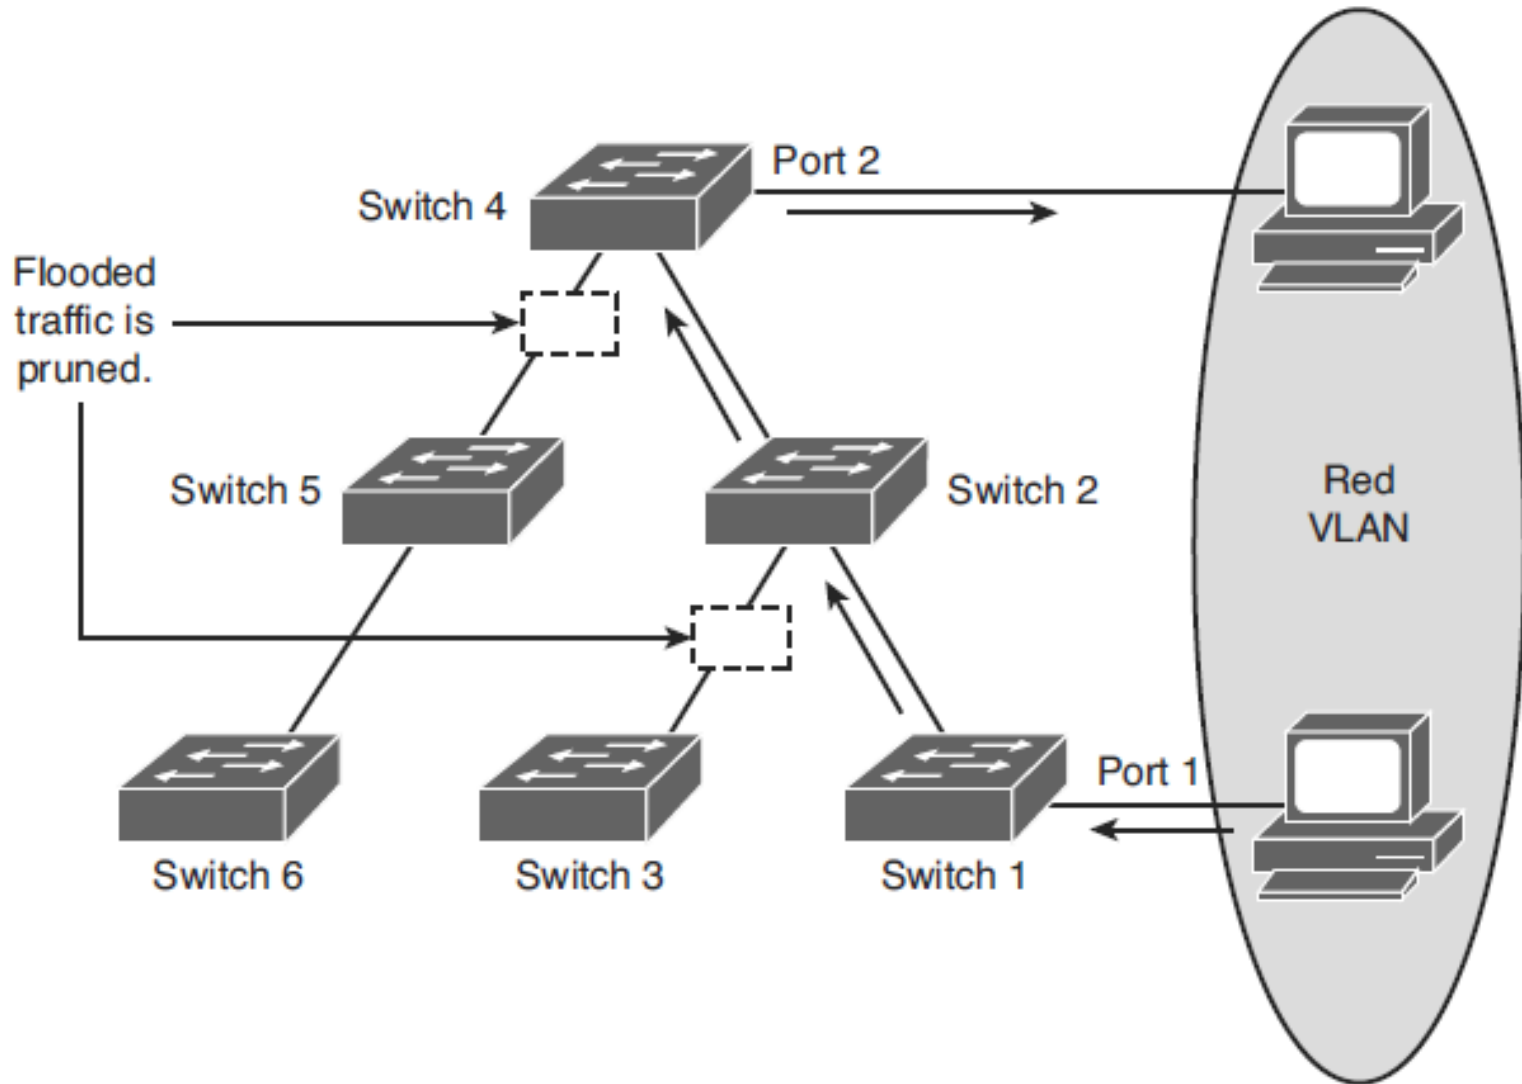 Port 2
Switch 4
Flooded
traffic is
pruned.
Switch 5
Switch 2
Red
VLAN
Port 1
Switch 6
Switch 3
Switch 1